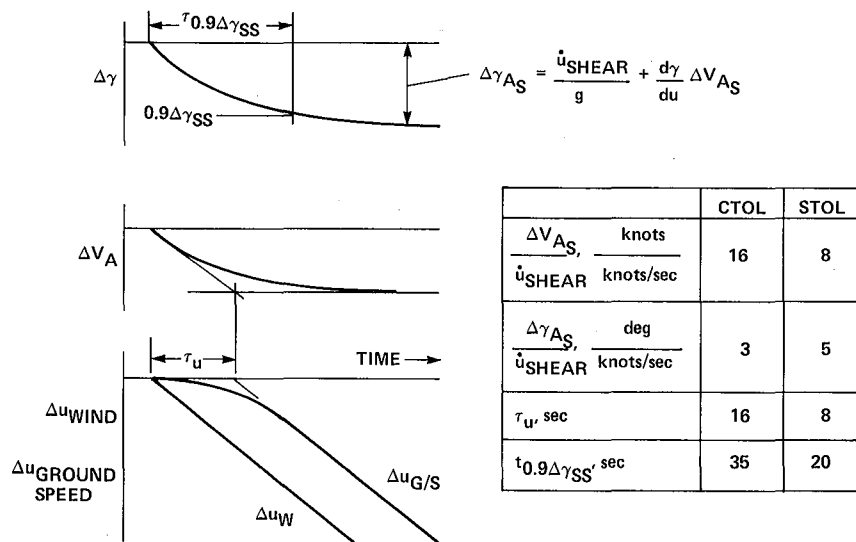 τ0.9ΔγSS
Δγ
0.9ΔγSS
ΔγAS = u̇SHEAR/g + dγ/du ΔVAS
ΔVA
τu
TIME
ΔuWIND
ΔuGROUND
SPEED
ΔuG/S
ΔuW
CTOL STOL
ΔVAS, knots 16 8
u̇SHEAR knots/sec
ΔγAS, deg 3 5
u̇SHEAR knots/sec
τu, sec 16 8
t0.9ΔγSS, sec 35 20